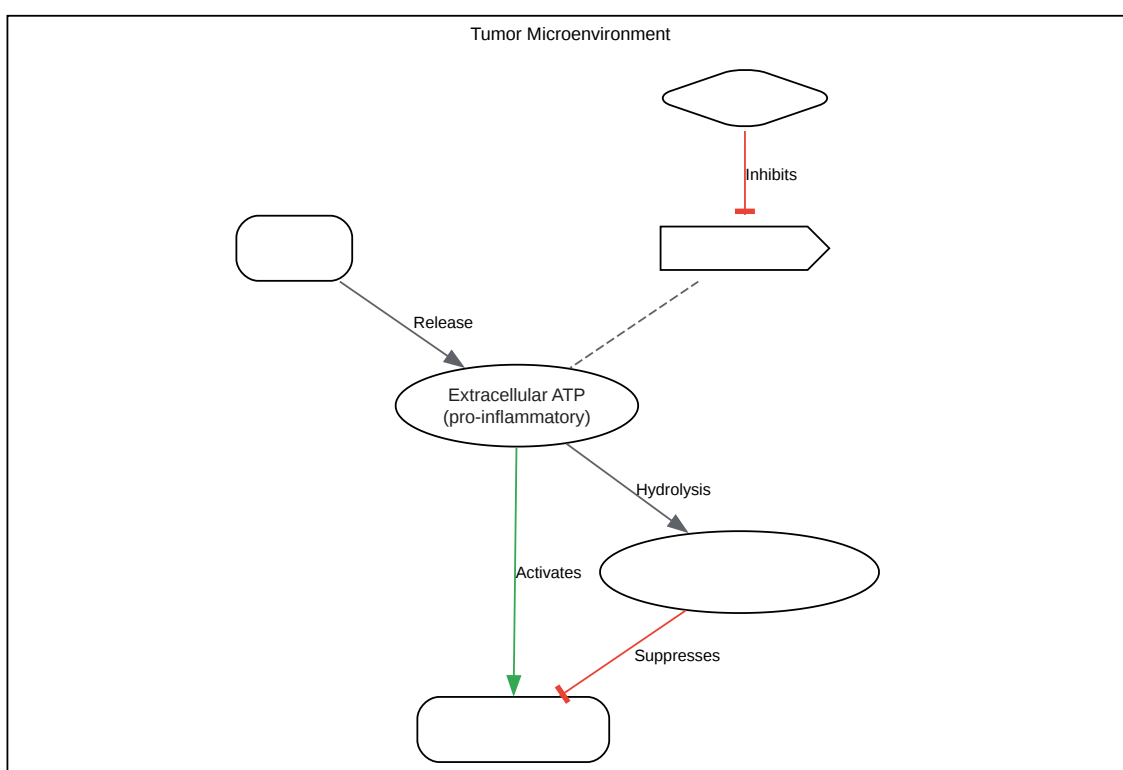 Tumor Microenvironment
Inhibits
Release
Extracellular ATP
(pro-inflammatory)
Hydrolysis
Activates
Suppresses